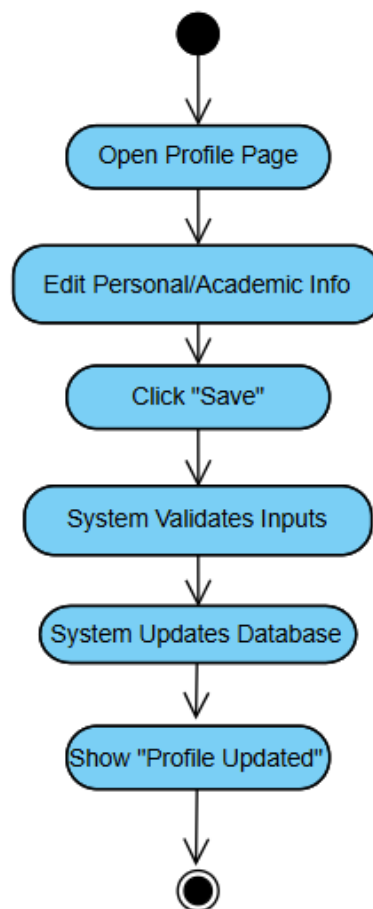 Open Profile Page
Edit Personal/Academic Info
Click "Save"
System Validates Inputs
System Updates Database
Show "Profile Updated"